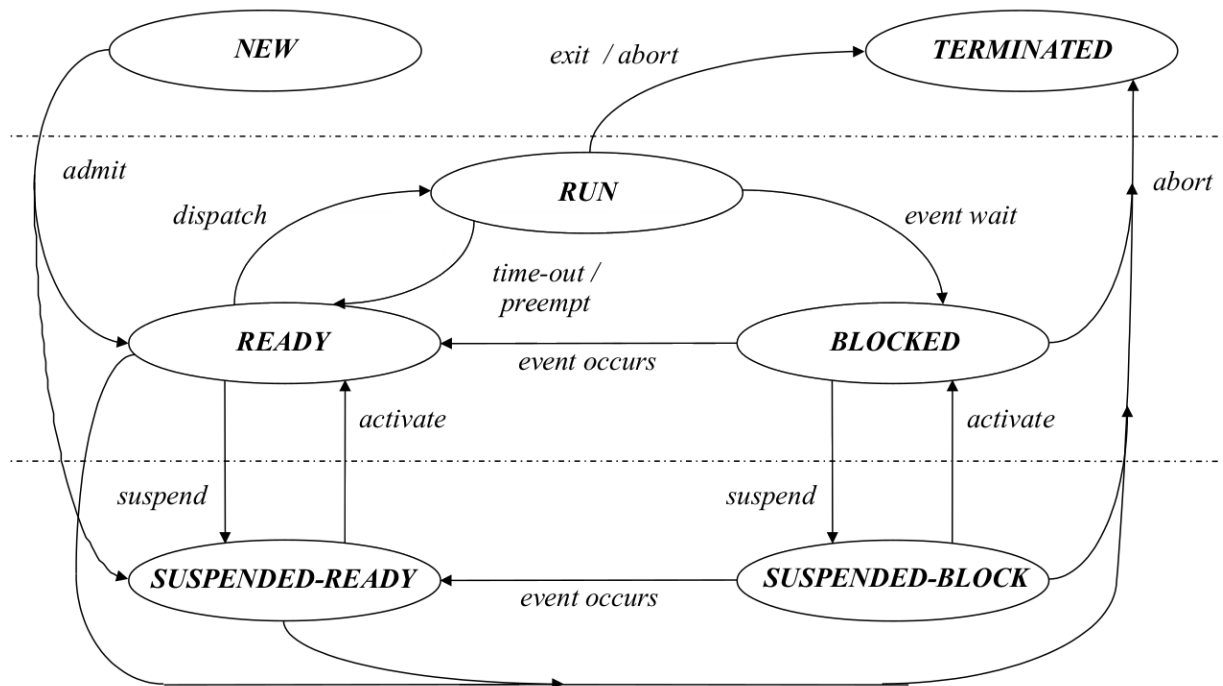 NEW
exit / abort
TERMINATED
admit
RUN
abort
dispatch
event wait
time-out /
preempt
READY
BLOCKED
event occurs
activate
activate
suspend
suspend
SUSPENDED-READY
SUSPENDED-BLOCK
event occurs